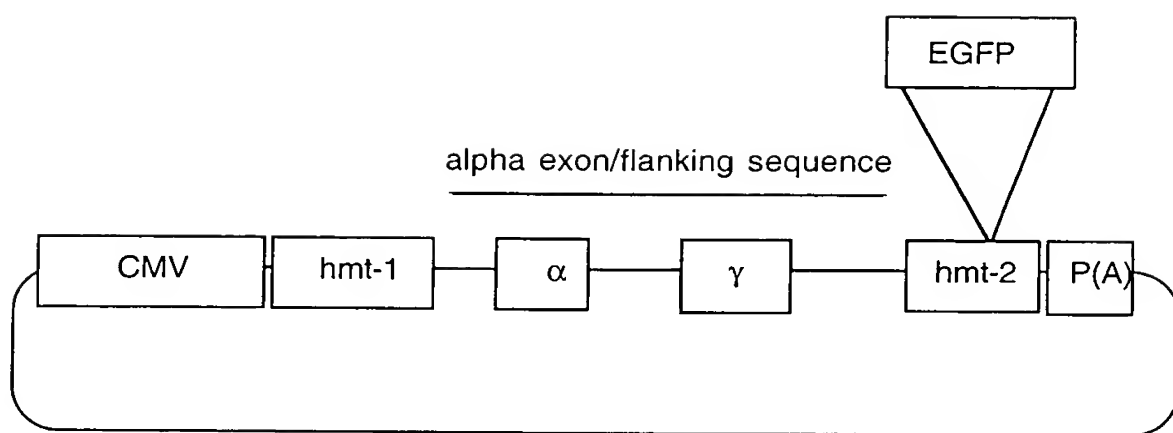 EGFP
alpha exon/flanking sequence
CMV hmt-1 α γ hmt-2 P(A)